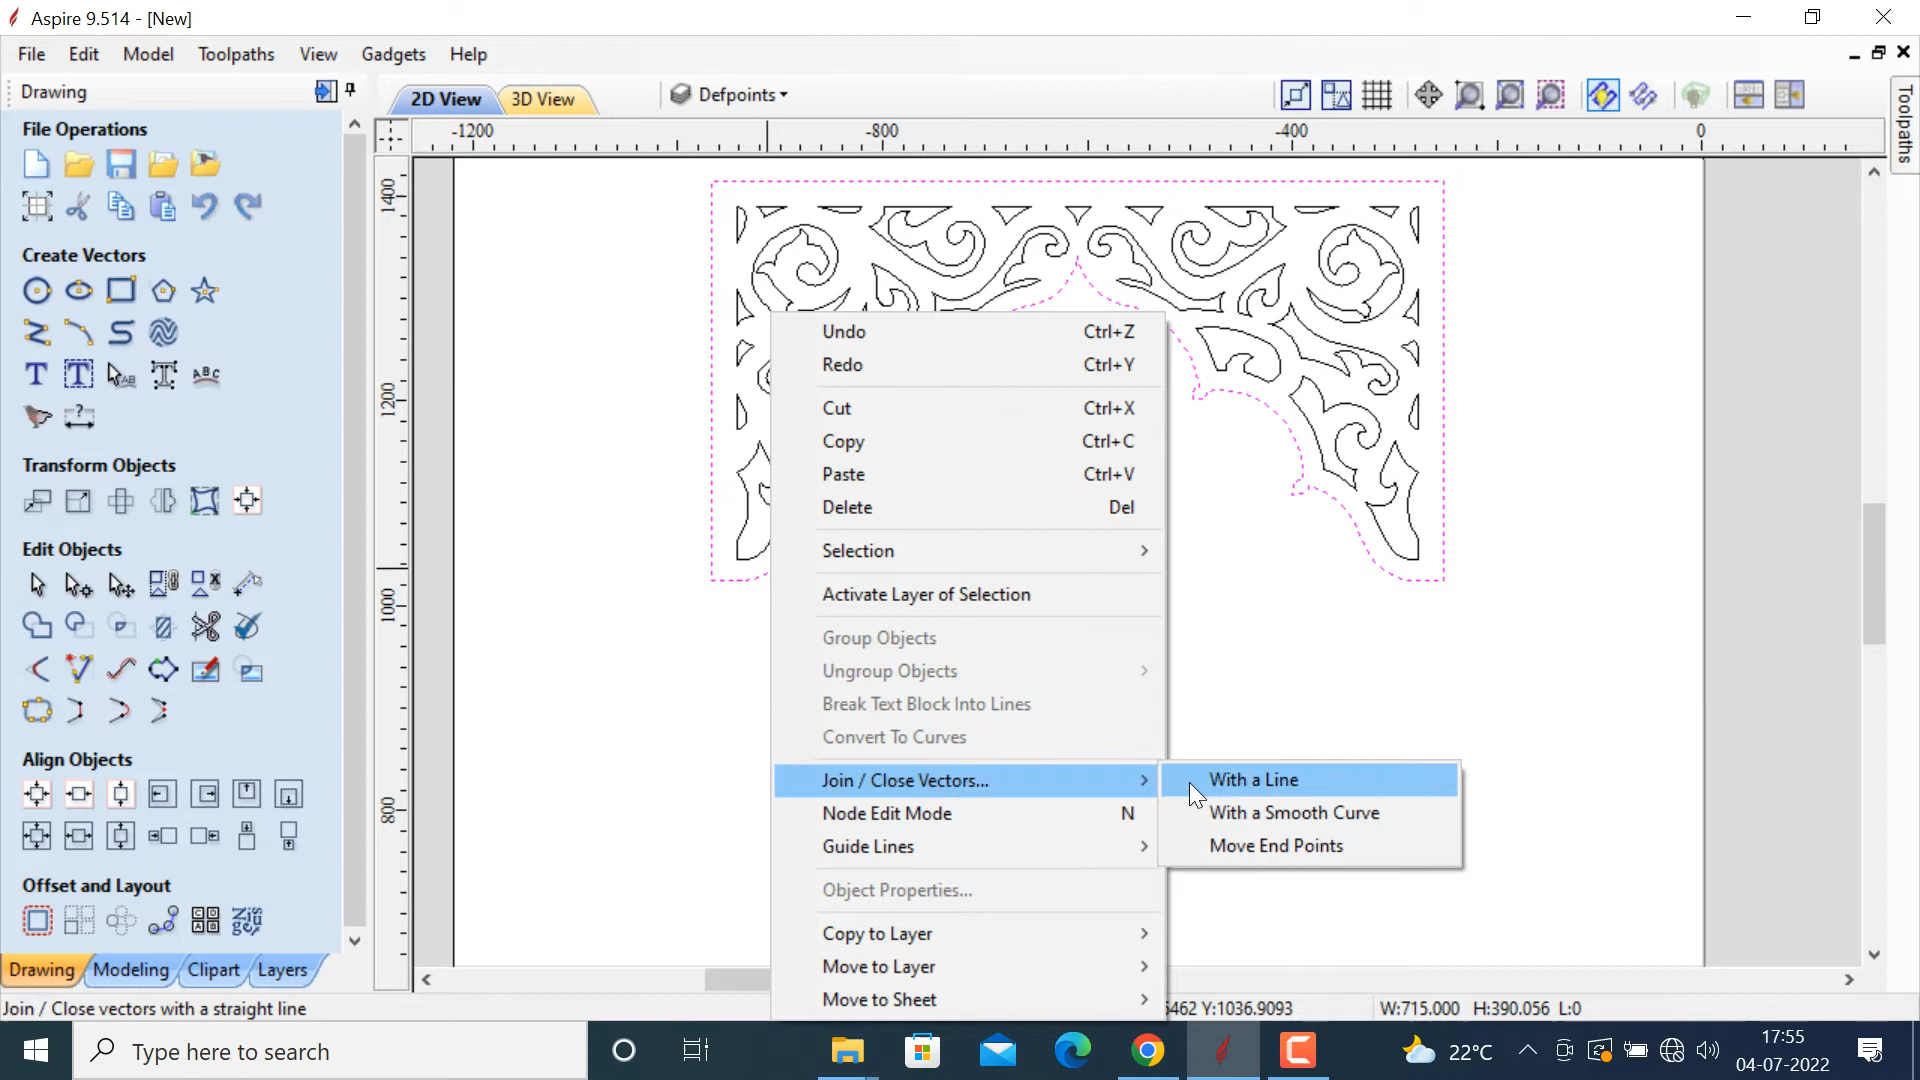 Aspire 9.514 - [New]
File Edit Model Toolpaths View Gadgets Help
Drawing
2D View 3D View Defpoints
Toolpaths
File Operations
-1200 -800 -400 0
1400
1200
1000
800
Create Vectors
Transform Objects
Edit Objects
Align Objects
Offset and Layout
Drawing Modeling Clipart Layers
Undo Ctrl+Z
Redo Ctrl+Y
Cut Ctrl+X
Copy Ctrl+C
Paste Ctrl+V
Delete Del
Selection
Activate Layer of Selection
Group Objects
Ungroup Objects
Break Text Block Into Lines
Convert To Curves
Join / Close Vectors...
Node Edit Mode N
Guide Lines
Object Properties...
Copy to Layer
Move to Layer
Move to Sheet
With a Line
With a Smooth Curve
Move End Points
Join / Close vectors with a straight line
5462 Y:1036.9093 W:715.000 H:390.056 L:0
Type here to search
22°C
17:55
04-07-2022